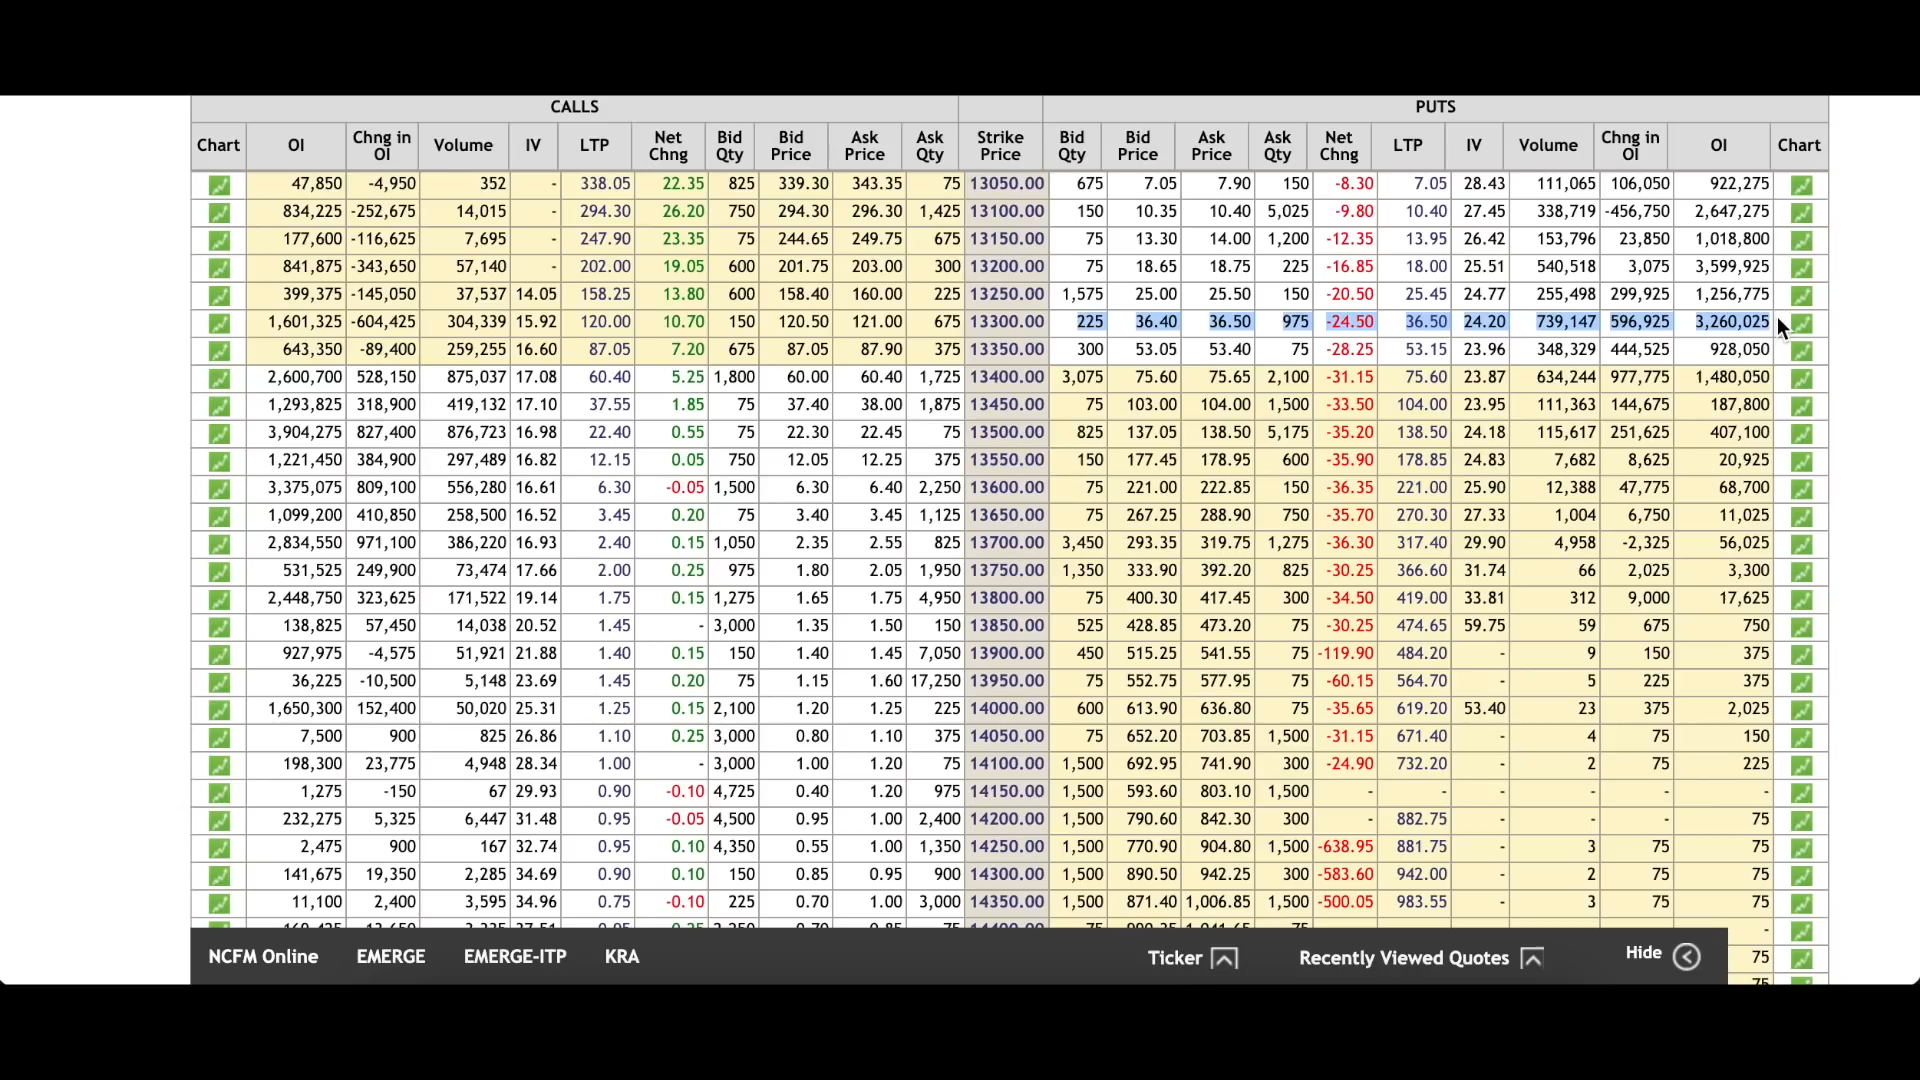 CALLS PUTS
Chart OI Chng in OI Volume IV LTP Net Chng Bid Qty Bid Price Ask Price Ask Qty Strike Price Bid Qty Bid Price Ask Price Ask Qty Net Chng LTP IV Volume Chng in OI OI Chart
47,850 -4,950 352 - 338.05 22.35 825 339.30 343.35 75 13050.00 675 7.05 7.90 150 -8.30 7.05 28.43 111,065 106,050 922,275
834,225 -252,675 14,015 - 294.30 26.20 750 294.30 296.30 1,425 13100.00 150 10.35 10.40 5,025 -9.80 10.40 27.45 338,719 -456,750 2,647,275
177,600 -116,625 7,695 - 247.90 23.35 75 244.65 249.75 675 13150.00 75 13.30 14.00 1,200 -12.35 13.95 26.42 153,796 23,850 1,018,800
841,875 -343,650 57,140 - 202.00 19.05 600 201.75 203.00 300 13200.00 75 18.65 18.75 225 -16.85 18.00 25.51 540,518 3,075 3,599,925
399,375 -145,050 37,537 14.05 158.25 13.80 600 158.40 160.00 225 13250.00 1,575 25.00 25.50 150 -20.50 25.45 24.77 255,498 299,925 1,256,775
1,601,325 -604,425 304,339 15.92 120.00 10.70 150 120.50 121.00 675 13300.00 225 36.40 36.50 975 -24.50 36.50 24.20 739,147 596,925 3,260,025
643,350 -89,400 259,255 16.60 87.05 7.20 675 87.05 87.90 375 13350.00 300 53.05 53.40 75 -28.25 53.15 23.96 348,329 444,525 928,050
2,600,700 528,150 875,037 17.08 60.40 5.25 1,800 60.00 60.40 1,725 13400.00 3,075 75.60 75.65 2,100 -31.15 75.60 23.87 634,244 977,775 1,480,050
1,293,825 318,900 419,132 17.10 37.55 1.85 75 37.40 38.00 1,875 13450.00 75 103.00 104.00 1,500 -33.50 104.00 23.95 111,363 144,675 187,800
3,904,275 827,400 876,723 16.98 22.40 0.55 75 22.30 22.45 75 13500.00 825 137.05 138.50 5,175 -35.20 138.50 24.18 115,617 251,625 407,100
1,221,450 384,900 297,489 16.82 12.15 0.05 750 12.05 12.25 375 13550.00 150 177.45 178.95 600 -35.90 178.85 24.83 7,682 8,625 20,925
3,375,075 809,100 556,280 16.61 6.30 -0.05 1,500 6.30 6.40 2,250 13600.00 75 221.00 222.85 150 -36.35 221.00 25.90 12,388 47,775 68,700
1,099,200 410,850 258,500 16.52 3.45 0.20 75 3.40 3.45 1,125 13650.00 75 267.25 288.90 750 -35.70 270.30 27.33 1,004 6,750 11,025
2,834,550 971,100 386,220 16.93 2.40 0.15 1,050 2.35 2.55 825 13700.00 3,450 293.35 319.75 1,275 -36.30 317.40 29.90 4,958 -2,325 56,025
531,525 249,900 73,474 17.66 2.00 0.25 975 1.80 2.05 1,950 13750.00 1,350 333.90 392.20 825 -30.25 366.60 31.74 66 2,025 3,300
2,448,750 323,625 171,522 19.14 1.75 0.15 1,275 1.65 1.75 4,950 13800.00 75 400.30 417.45 300 -34.50 419.00 33.81 312 9,000 17,625
138,825 57,450 14,038 20.52 1.45 - 3,000 1.35 1.50 150 13850.00 525 428.85 473.20 75 -30.25 474.65 59.75 59 675 750
927,975 -4,575 51,921 21.88 1.40 0.15 150 1.40 1.45 7,050 13900.00 450 515.25 541.55 75 -119.90 484.20 - 9 150 375
36,225 -10,500 5,148 23.69 1.45 0.20 75 1.15 1.60 17,250 13950.00 75 552.75 577.95 75 -60.15 564.70 - 5 225 375
1,650,300 152,400 50,020 25.31 1.25 0.15 2,100 1.20 1.25 225 14000.00 600 613.90 636.80 75 -35.65 619.20 53.40 23 375 2,025
7,500 900 825 26.86 1.10 0.25 3,000 0.80 1.10 375 14050.00 75 652.20 703.85 1,500 -31.15 671.40 - 4 75 150
198,300 23,775 4,948 28.34 1.00 - 3,000 1.00 1.20 75 14100.00 1,500 692.95 741.90 300 -24.90 732.20 - 2 75 225
1,275 -150 67 29.93 0.90 -0.10 4,725 0.40 1.20 975 14150.00 1,500 593.60 803.10 1,500 - - - - - -
232,275 5,325 6,447 31.48 0.95 -0.05 4,500 0.95 1.00 2,400 14200.00 1,500 790.60 842.30 300 - 882.75 - - - 75
2,475 900 167 32.74 0.95 0.10 4,350 0.55 1.00 1,350 14250.00 1,500 770.90 904.80 1,500 -638.95 881.75 - 3 75 75
141,675 19,350 2,285 34.69 0.90 0.10 150 0.85 0.95 900 14300.00 1,500 890.50 942.25 300 -583.60 942.00 - 2 75 75
11,100 2,400 3,595 34.96 0.75 -0.10 225 0.70 1.00 3,000 14350.00 1,500 871.40 1,006.85 1,500 -500.05 983.55 - 3 75 75
-
NCFM Online EMERGE EMERGE-ITP KRA Ticker Recently Viewed Quotes Hide 75